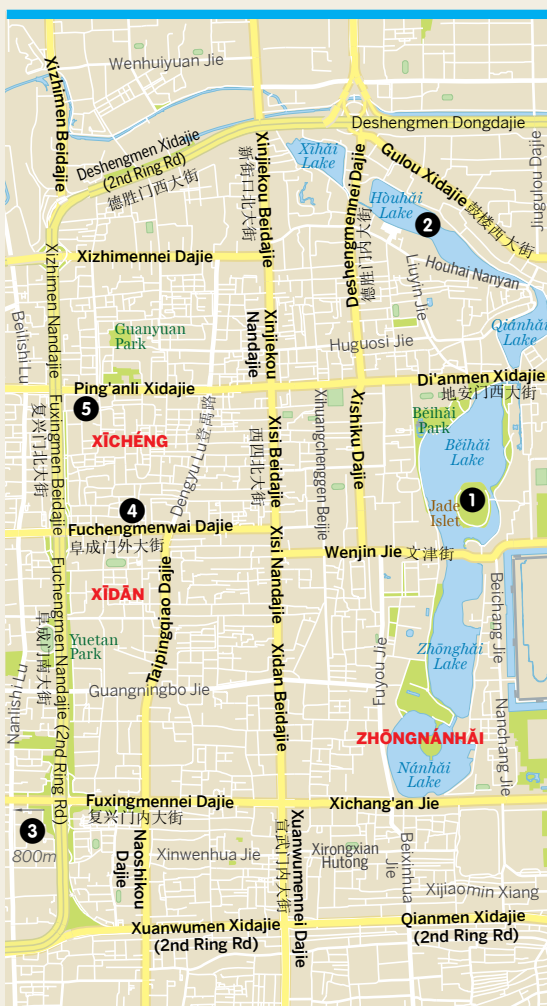 Wenhuiyuan Jie
Xizhimen Beidajie
Deshengmen Dongdajie
Deshengmen Xidajie
(2nd Ring Rd)
德胜门西大街
Xinjiekou Beidajie
新街口北大街
Xīhǎi
Lake
Deshengmennei Dajie
德胜门内大街
Gulou Xidajie 鼓楼西大街
Jingtuo
Dajie
Hòuhǎi
Lake
2
Xizhimennei Dajie
Liuyin Jie
Houhai Nanyan
Xizhimen Nandajie
Beilishi Lu
Guanyuan
Park
Xinjiekou
Nandajie
Huguosi Jie
Qiánhǎi
Lake
Ping'anli Xidajie
Di'anmen Xidajie
地安门西大街
5
XĪCHÉNG
Fuxingmen Beidajie
复兴门北大街
Dengyu Lu 登禹路
Xisi Beidajie
西四北大街
Xihuangchenggen Beijie
Xishiku Dajie
Běihǎi
Park
Běihǎi
Lake
4
Jade
Islet
1
Fuchengmenwai Dajie
阜成门外大街
Xisi Nandajie
Wenjin Jie 文津街
XĪDĀN
Fuchengmen Nandajie (2nd Ring Rd)
阜成门南大街
Taipingqiao Dajie
Beichang Jie
Yuetan
Park
Zhōnghǎi
Lake
Fuyou Jie
Nanlishi Lu
Guangningbo Jie
Xidan Beidajie
ZHŌNGNÁNHǍI
Nanchang Jie
Nánhǎi
Lake
Fuxingmennei Dajie
复兴门内大街
Xichang'an Jie
3
800m
Naoshikou
Dajie
Xinwenhua Jie
Xuanwumennei Dajie
宣武门内大街
Xirongxian
Hutong
Beixinhua
Jie
Xijiaomin Xiang
Xuanwumen Xidajie
(2nd Ring Rd)
Qianmen Xidajie
(2nd Ring Rd)